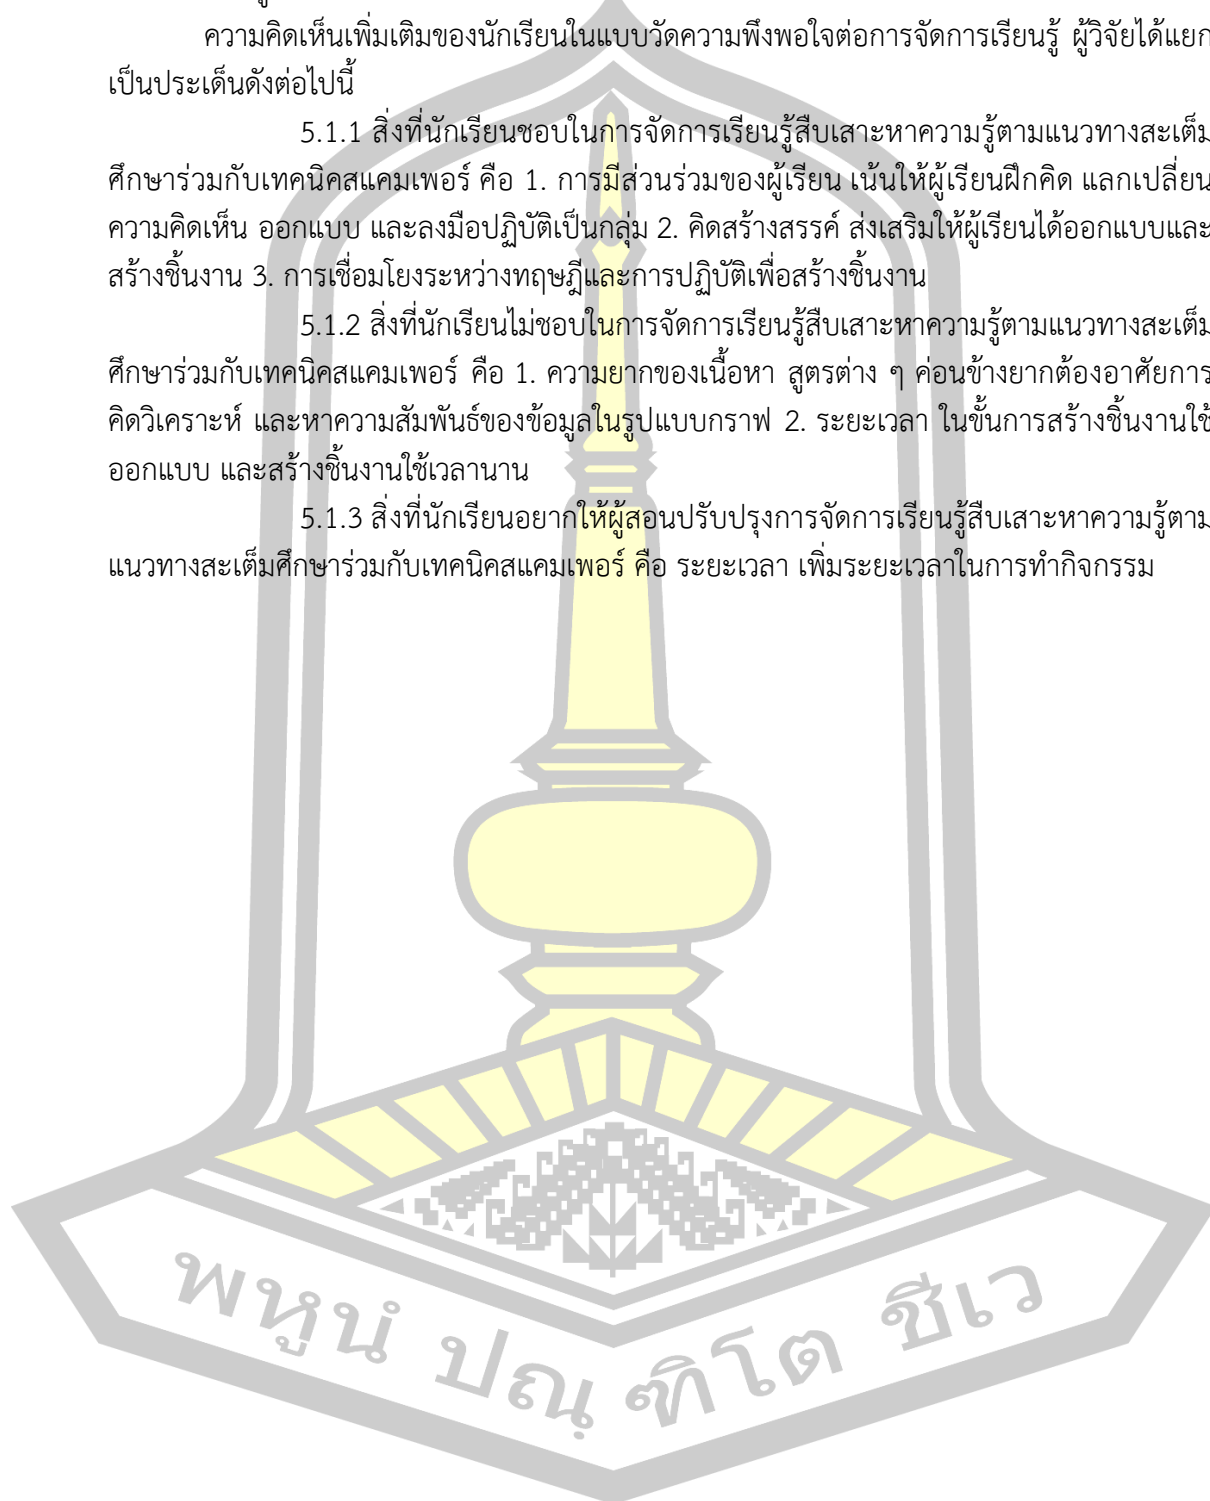 ความคิดเห็นเพิ่มเติมของนักเรียนในแบบวัดความพึงพอใจต่อการจัดการเรียนรู้ ผู้วิจัยได้แยก
เป็นประเด็นดังต่อไปนี้
5.1.1 สิ่งที่นักเรียนชอบในการจัดการเรียนรู้สืบเสาะหาความรู้ตามแนวทางสะเต็ม
ศึกษาร่วมกับเทคนิคสแคมเพอร์ คือ 1. การมีส่วนร่วมของผู้เรียน เน้นให้ผู้เรียนฝึกคิด แลกเปลี่ยน
ความคิดเห็น ออกแบบ และลงมือปฏิบัติเป็นกลุ่ม 2. คิดสร้างสรรค์ ส่งเสริมให้ผู้เรียนได้ออกแบบและ
สร้างชิ้นงาน 3. การเชื่อมโยงระหว่างทฤษฎีและการปฏิบัติเพื่อสร้างชิ้นงาน
5.1.2 สิ่งที่นักเรียนไม่ชอบในการจัดการเรียนรู้สืบเสาะหาความรู้ตามแนวทางสะเต็ม
ศึกษาร่วมกับเทคนิคสแคมเพอร์ คือ 1. ความยากของเนื้อหา สูตรต่าง ๆ ค่อนข้างยากต้องอาศัยการ
คิดวิเคราะห์ และหาความสัมพันธ์ของข้อมูลในรูปแบบกราฟ 2. ระยะเวลา ในขั้นการสร้างชิ้นงานใช้
ออกแบบ และสร้างชิ้นงานใช้เวลานาน
5.1.3 สิ่งที่นักเรียนอยากให้ผู้สอนปรับปรุงการจัดการเรียนรู้สืบเสาะหาความรู้ตาม
แนวทางสะเต็มศึกษาร่วมกับเทคนิคสแคมเพอร์ คือ ระยะเวลา เพิ่มระยะเวลาในการทำกิจกรรม
พหูนํ ปณฺ ฑิโต ชีเว